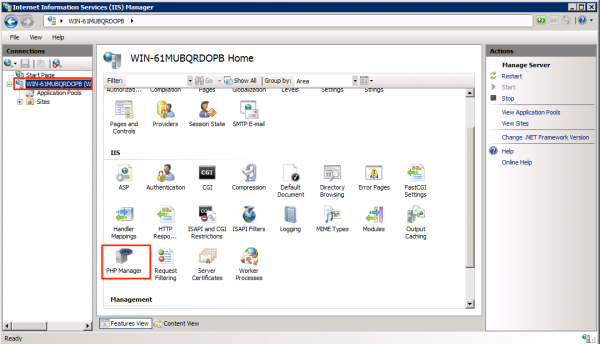 Internet Information Services (IIS) Manager
WIN-61MUBQRDOPB
File View Help
Connections
Start Page
WIN-61MUBQRDOPB (W
Application Pools
Sites
WIN-61MUBQRDOPB Home
Filter: Go Show All Group by: Area
Authorizati... Compilation Pages Globalization Levels Settings Strings
Pages and Controls Providers Session State SMTP E-mail
IIS
ASP Authentication CGI Compression Default Document Directory Browsing Error Pages FastCGI Settings
Handler Mappings HTTP Respo... ISAPI and CGI Restrictions ISAPI Filters Logging MIME Types Modules Output Caching
PHP Manager Request Filtering Server Certificates Worker Processes
Management
Features View Content View
Actions
Manage Server
Restart
Start
Stop
View Application Pools
View Sites
Change .NET Framework Version
Help
Online Help
Ready